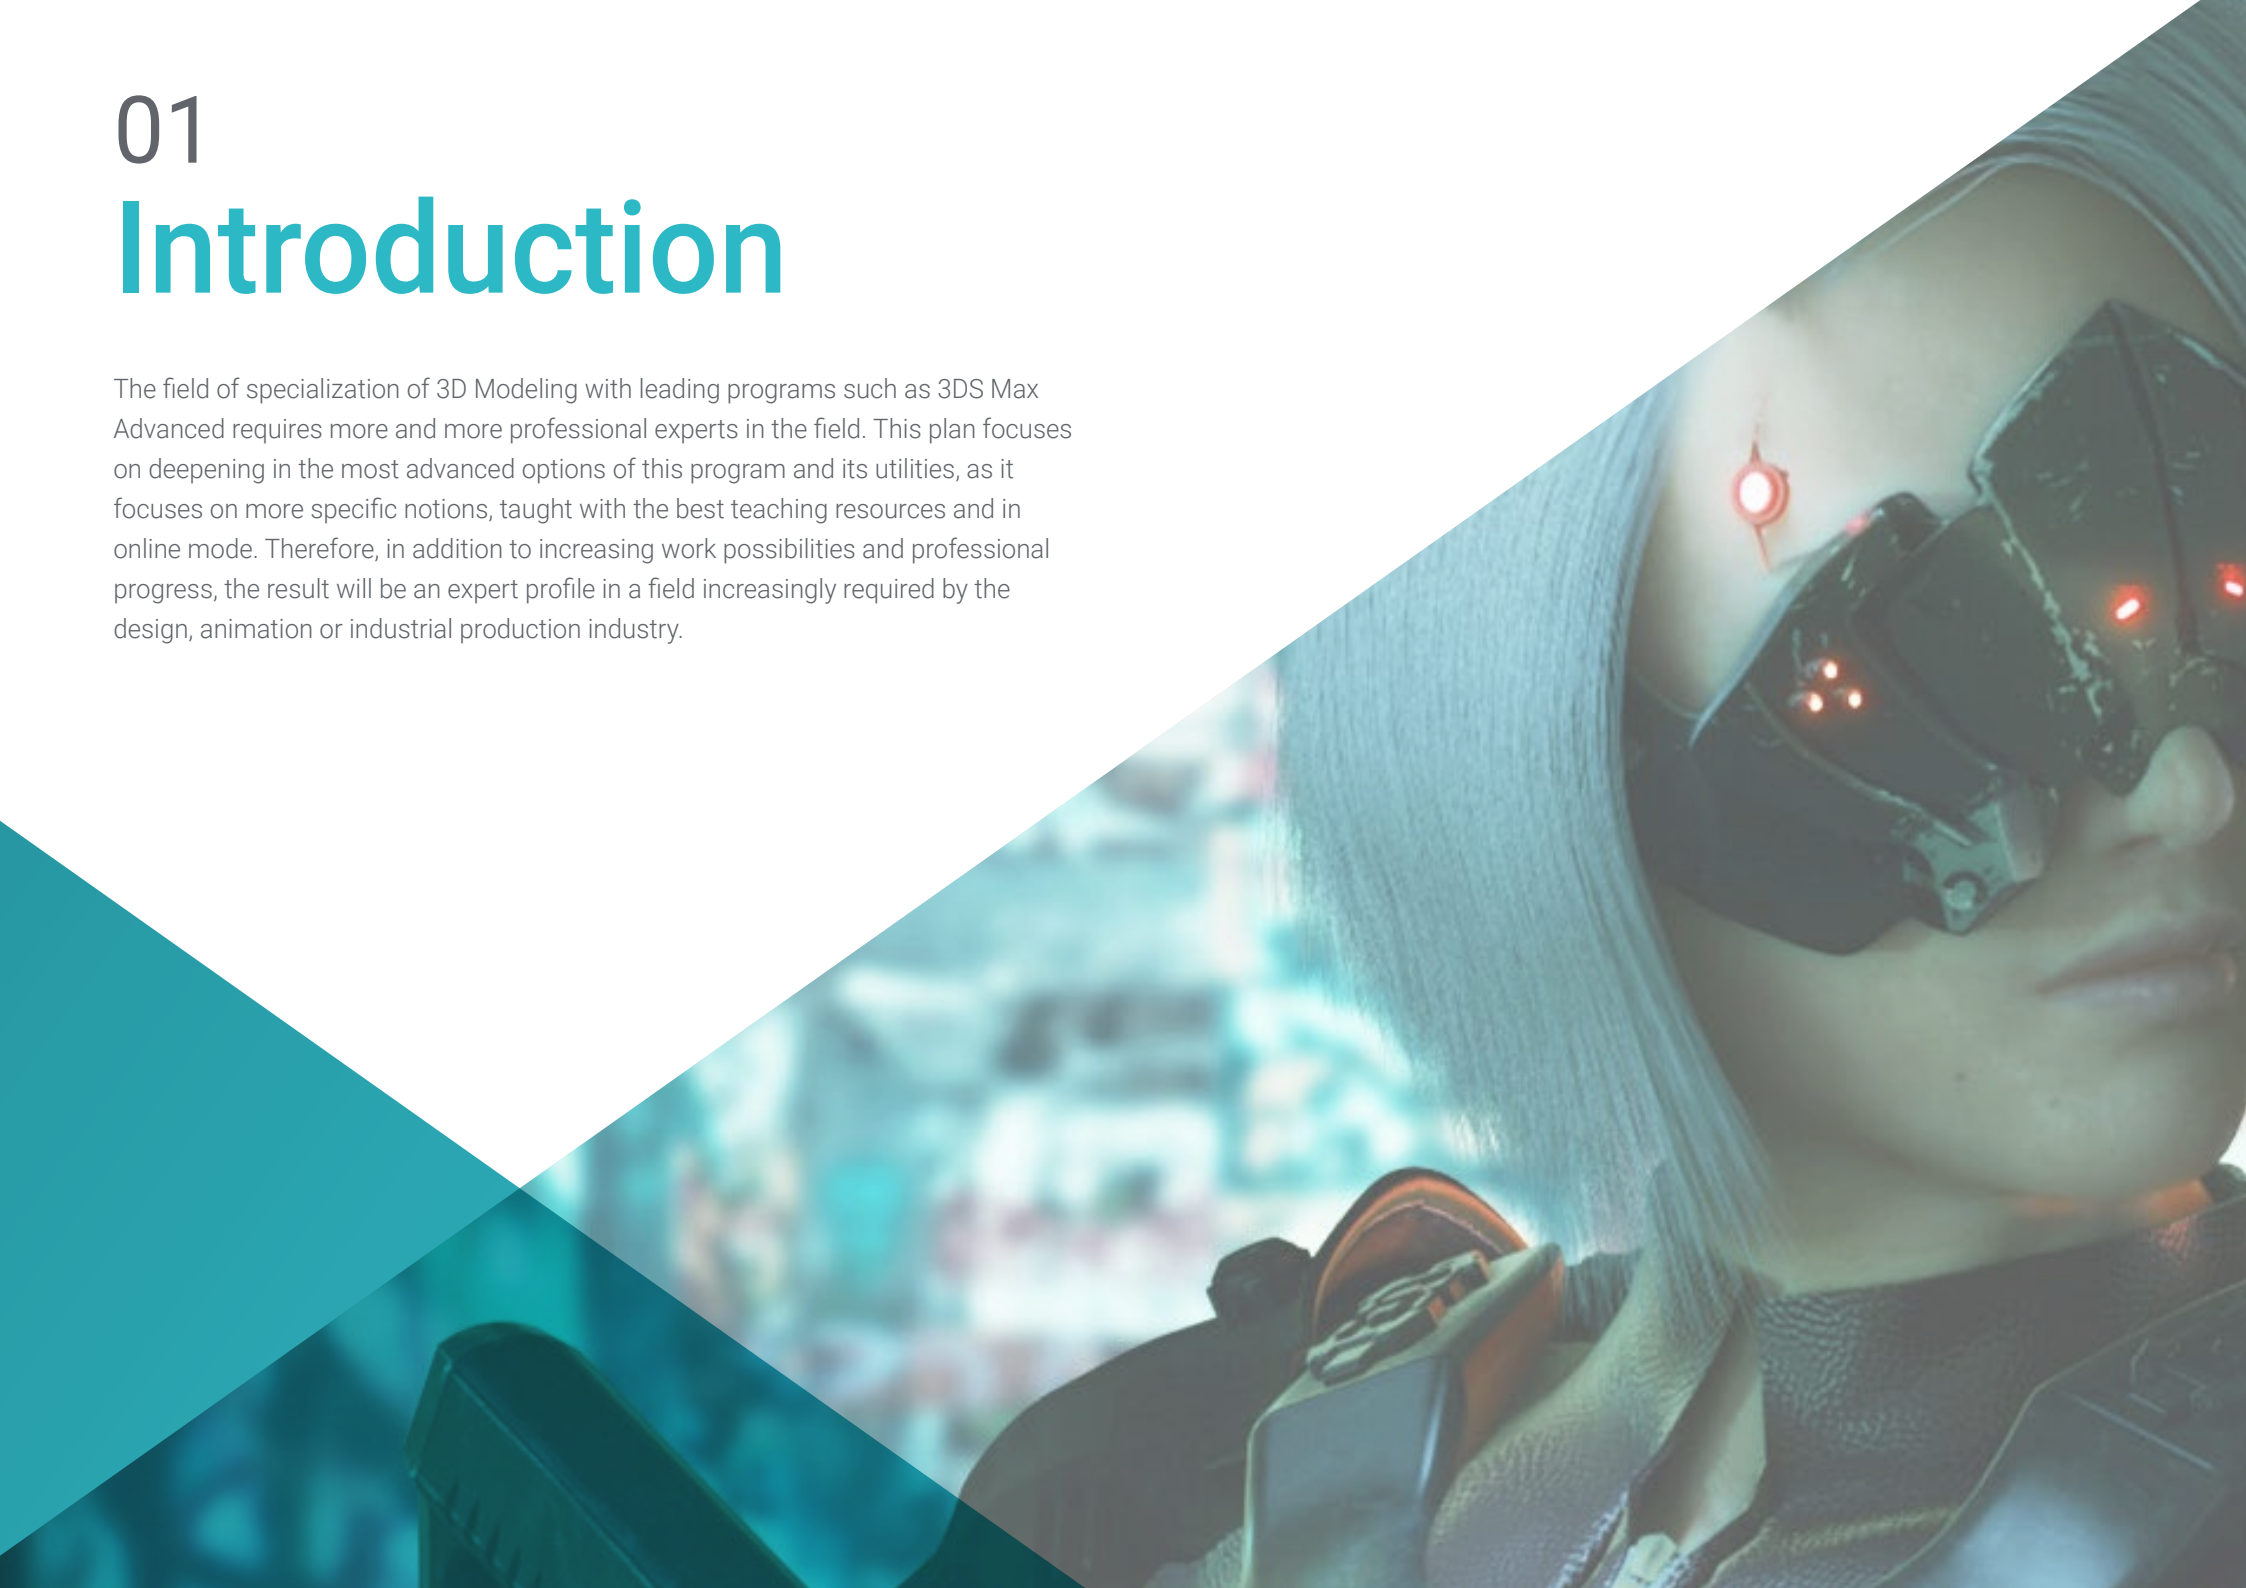 01
Introduction
The field of specialization of 3D Modeling with leading programs such as 3DS Max
Advanced requires more and more professional experts in the field. This plan focuses
on deepening in the most advanced options of this program and its utilities, as it
focuses on more specific notions, taught with the best teaching resources and in
online mode. Therefore, in addition to increasing work possibilities and professional
progress, the result will be an expert profile in a field increasingly required by the
design, animation or industrial production industry.